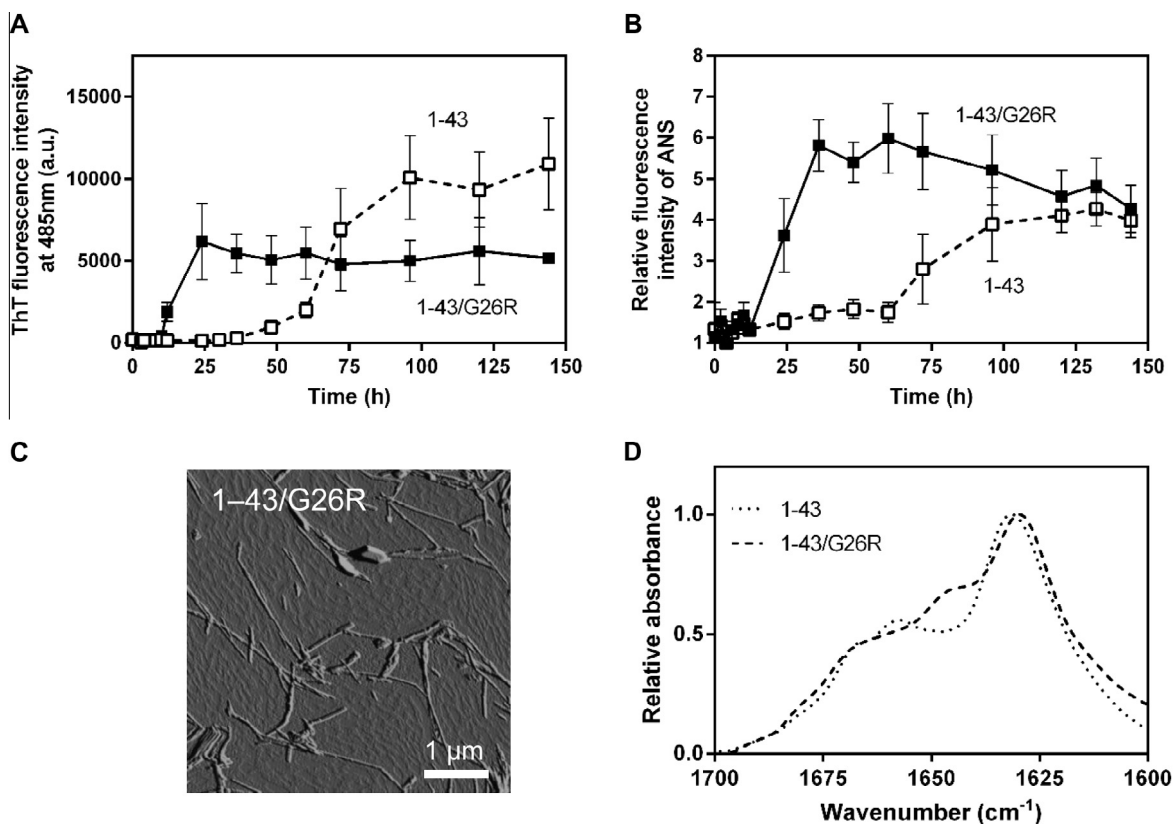 A
ThT fluorescence intensity
at 485nm (a.u.)
15000
10000
5000
0
1-43
1-43/G26R
0 25 50 75 100 125 150
Time (h)
B
Relative fluorescence
intensity of ANS
8
7
6
5
4
3
2
1
1-43/G26R
1-43
0 25 50 75 100 125 150
Time (h)
C
1–43/G26R
1 μm
D
Relative absorbance
1.0
0.5
0.0
1-43
1-43/G26R
1700 1675 1650 1625 1600
Wavenumber (cm⁻¹)